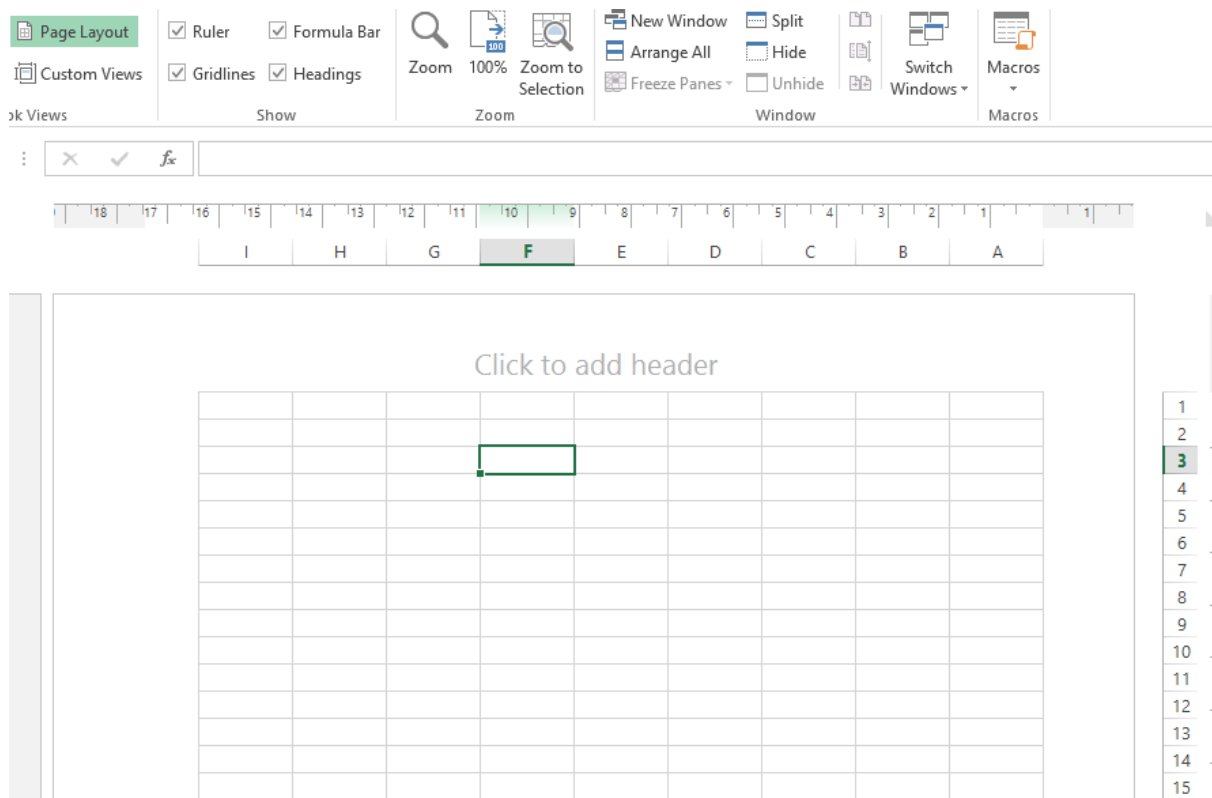 Page Layout
Custom Views
ok Views
Ruler
Formula Bar
Gridlines
Headings
Show
Zoom
100
100%
Zoom to
Selection
Zoom
New Window
Arrange All
Freeze Panes
Split
Hide
Unhide
Switch
Windows
Window
Macros
Macros
fx
18 17 16 15 14 13 12 11 10 9 8 7 6 5 4 3 2 1 1
I H G F E D C B A
Click to add header
1
2
3
4
5
6
7
8
9
10
11
12
13
14
15